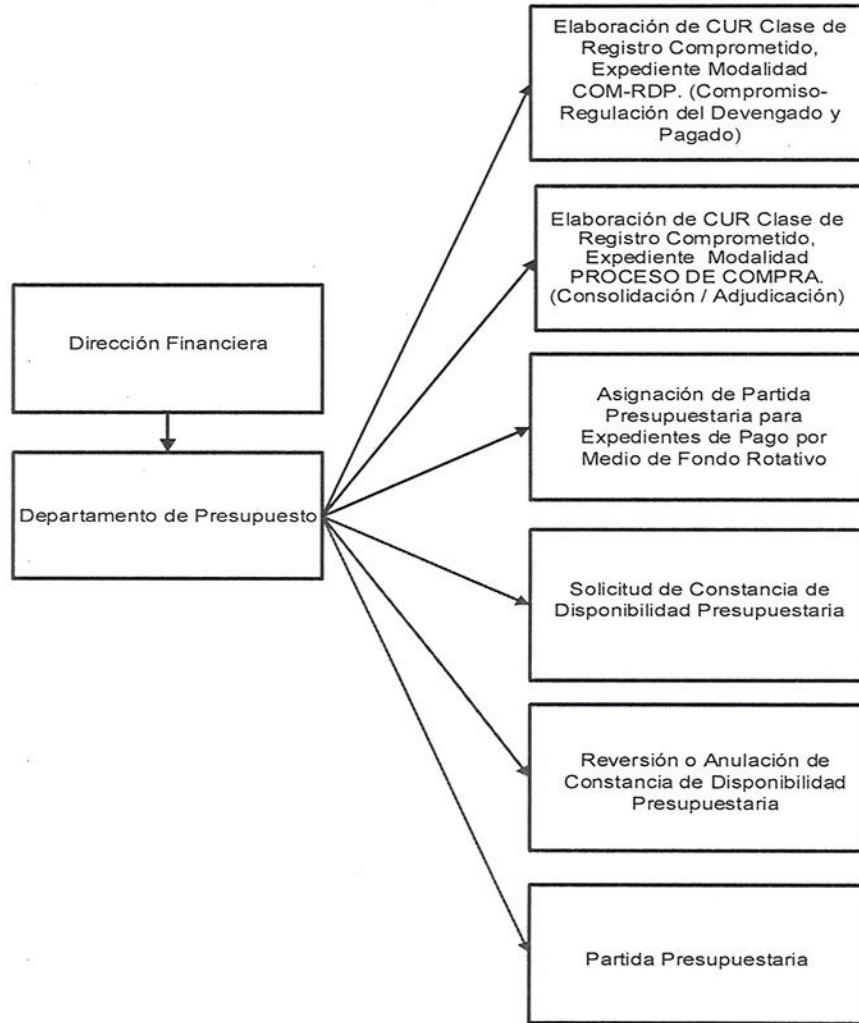 Elaboración de CUR Clase de
Registro Comprometido,
Expediente Modalidad
COM-RDP. (Compromiso-
Regulación del Devengado y
Pagado)
Elaboración de CUR Clase de
Registro Comprometido,
Expediente Modalidad
PROCESO DE COMPRA.
(Consolidación / Adjudicación)
Dirección Financiera
Asignación de Partida
Presupuestaria para
Expedientes de Pago por
Medio de Fondo Rotativo
Departamento de Presupuesto
Solicitud de Constancia de
Disponibilidad Presupuestaria
Reversión o Anulación de
Constancia de Disponibilidad
Presupuestaria
Partida Presupuestaria